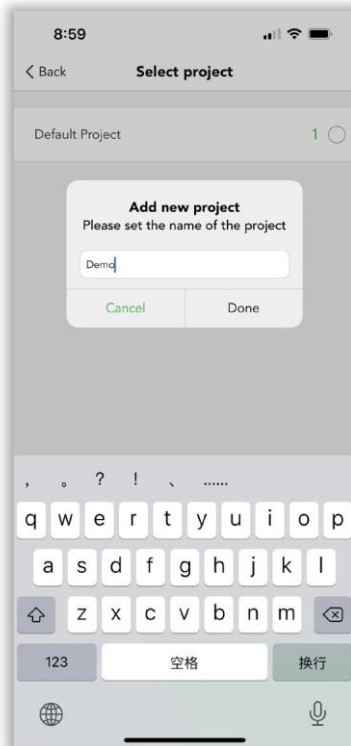 8:59
< Back Select project
Default Project 1
Add new project
Please set the name of the project
Demo
Cancel Done
, 。 ? ! 、 ......
q w e r t y u i o p
a s d f g h j k l
z x c v b n m
123 空格 换行